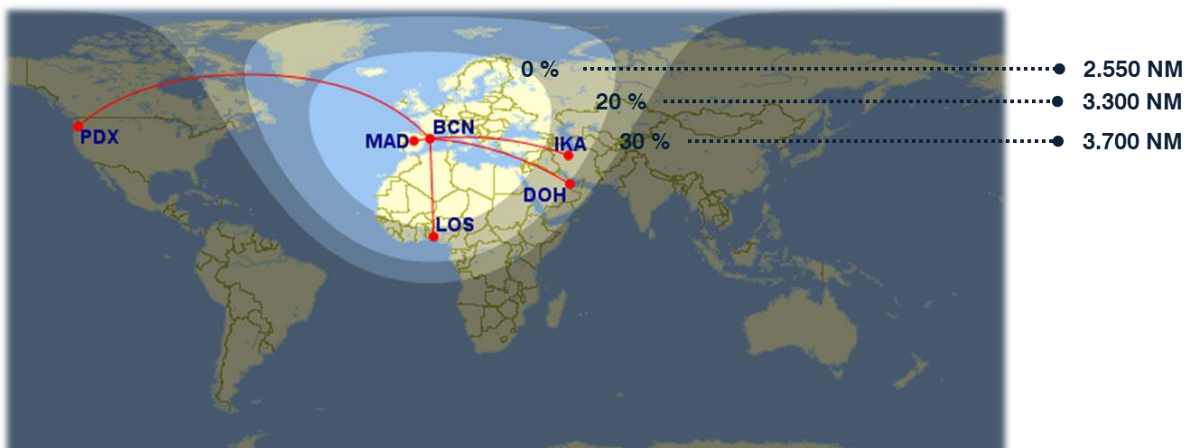 0 % 2.550 NM
20 % 3.300 NM
PDX MAD BCN IKA 30 % 3.700 NM
DOH
LOS